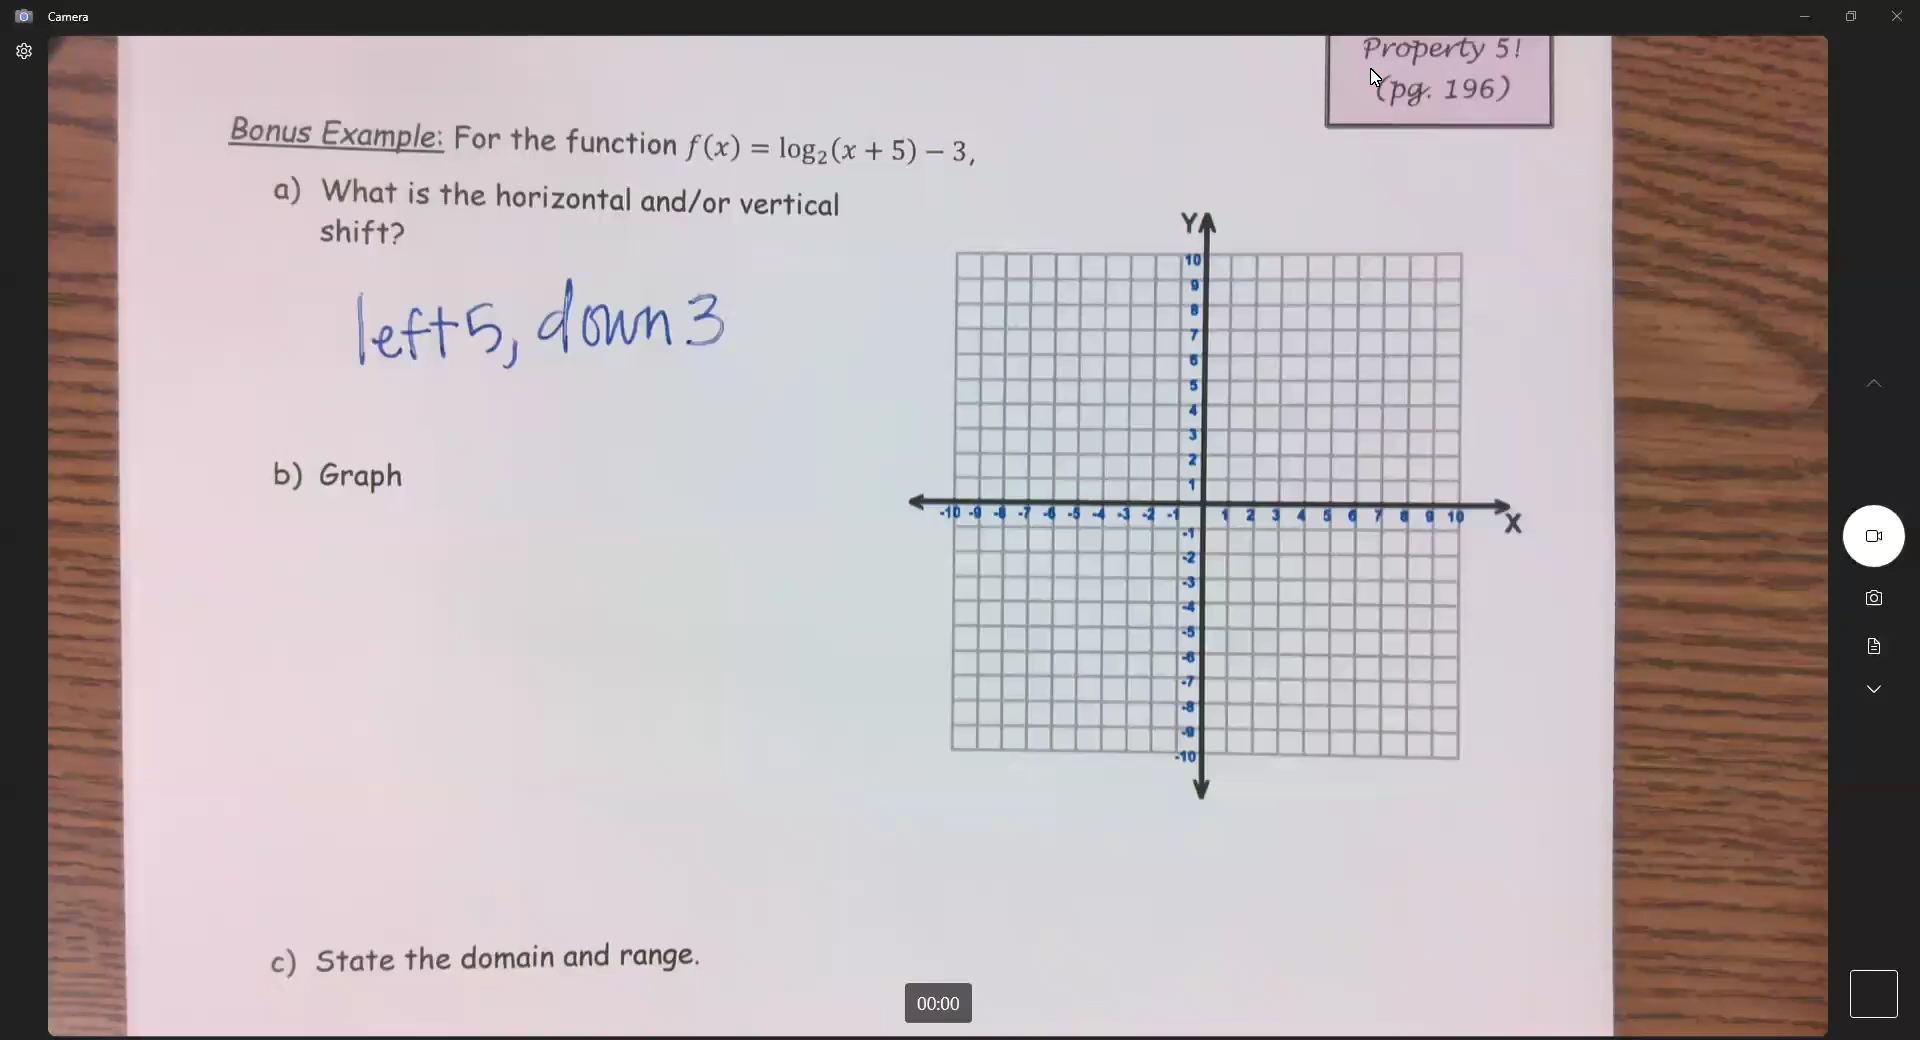 Camera
Property 5!
(pg. 196)
Bonus Example: For the function f(x) = log₂(x + 5) − 3,
a) What is the horizontal and/or vertical
shift?
left 5, down 3
b) Graph
Y
10
9
8
7
6
5
4
3
2
1
-10 -9 -8 -7 -6 -5 -4 -3 -2 -1 1 2 3 4 5 6 7 8 9 10
X
-1
-2
-3
-4
-5
-6
-7
-8
-9
-10
c) State the domain and range.
00:00